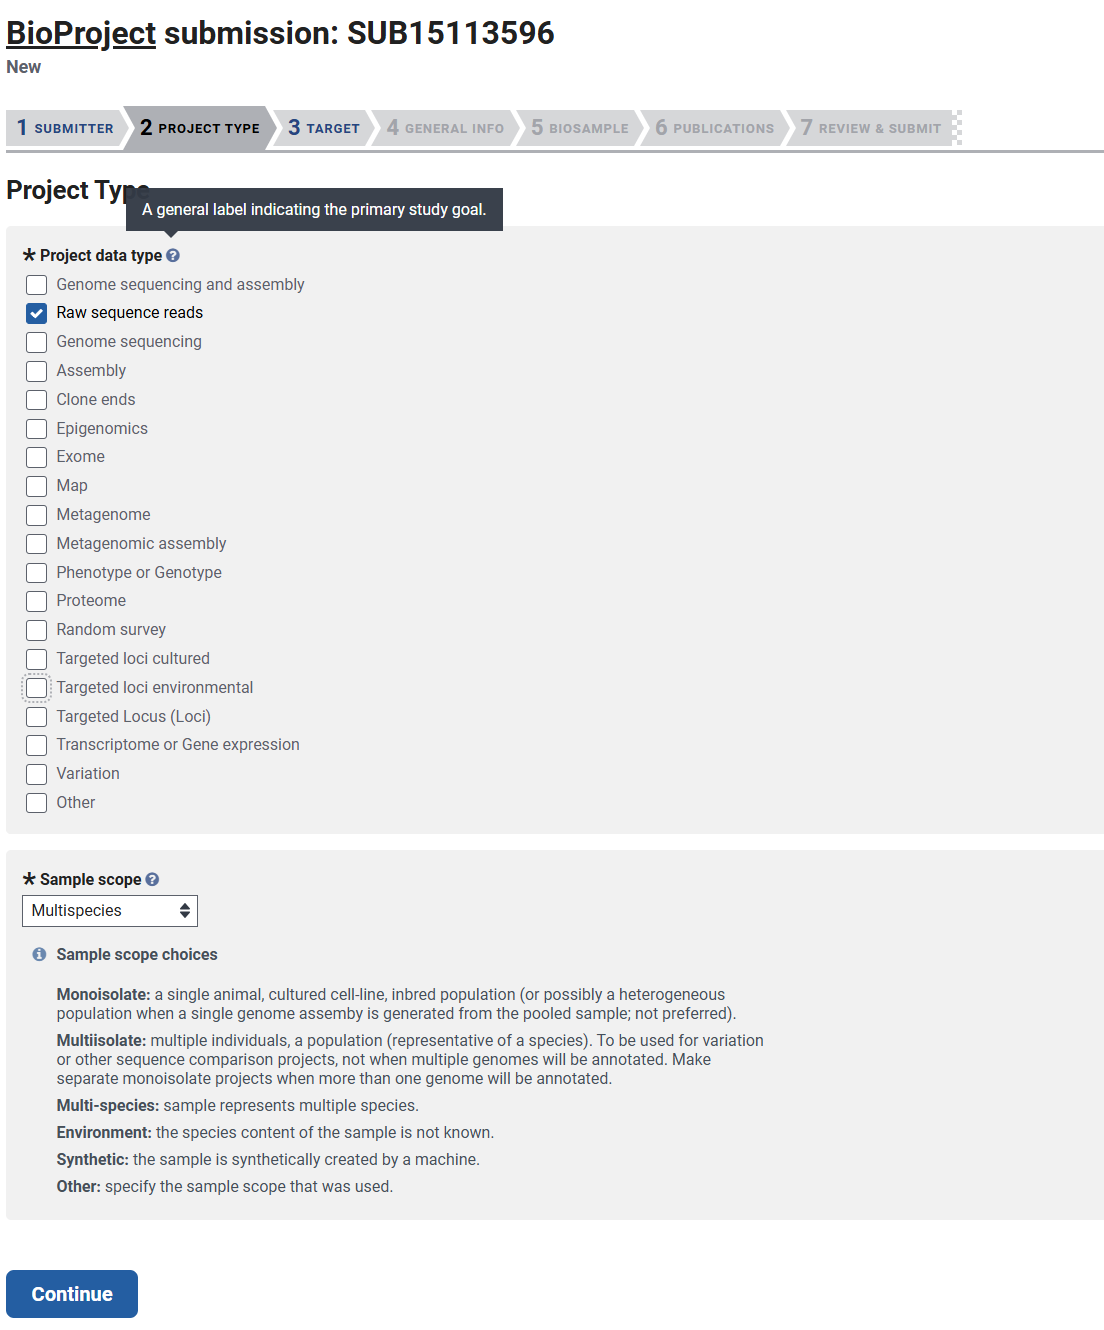 BioProject submission: SUB15113596
New
1 SUBMITTER 2 PROJECT TYPE 3 TARGET 4 GENERAL INFO 5 BIOSAMPLE 6 PUBLICATIONS 7 REVIEW & SUBMIT
Project Type
A general label indicating the primary study goal.
* Project data type ?
Genome sequencing and assembly
Raw sequence reads
Genome sequencing
Assembly
Clone ends
Epigenomics
Exome
Map
Metagenome
Metagenomic assembly
Phenotype or Genotype
Proteome
Random survey
Targeted loci cultured
Targeted loci environmental
Targeted Locus (Loci)
Transcriptome or Gene expression
Variation
Other
* Sample scope ?
Multispecies
i Sample scope choices
Monoisolate: a single animal, cultured cell-line, inbred population (or possibly a heterogeneous
population when a single genome assemby is generated from the pooled sample; not preferred).
Multiisolate: multiple individuals, a population (representative of a species). To be used for variation
or other sequence comparison projects, not when multiple genomes will be annotated. Make
separate monoisolate projects when more than one genome will be annotated.
Multi-species: sample represents multiple species.
Environment: the species content of the sample is not known.
Synthetic: the sample is synthetically created by a machine.
Other: specify the sample scope that was used.
Continue